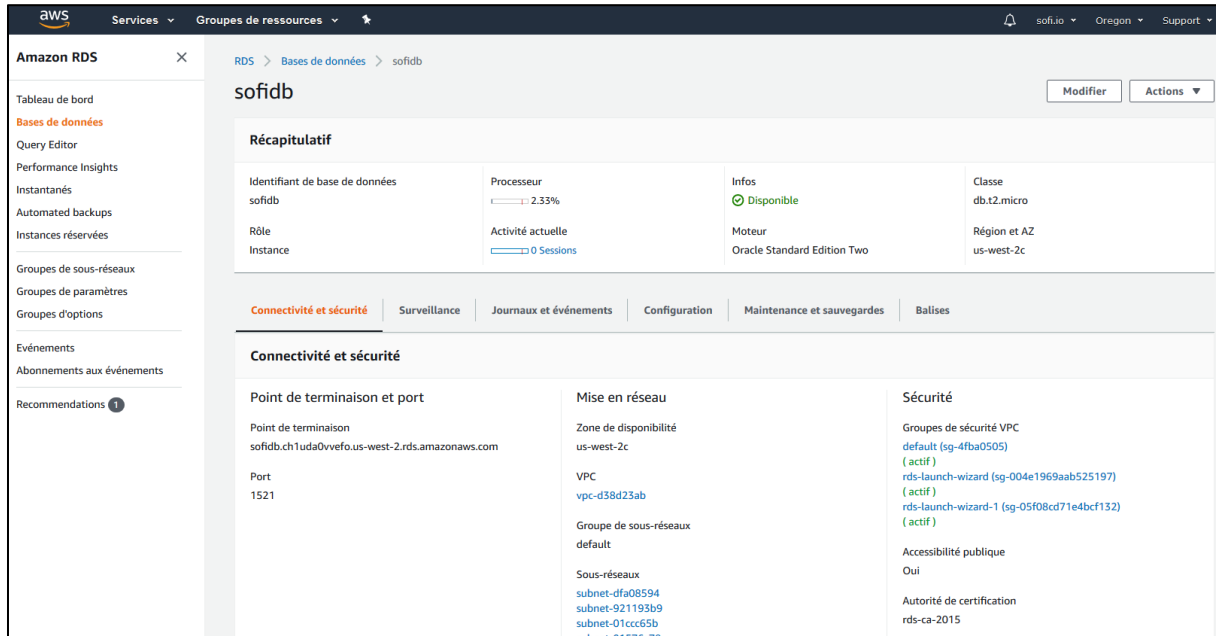 aws
Services
Groupes de ressources
sofi.io
Oregon
Support
Amazon RDS
Tableau de bord
Bases de données
Query Editor
Performance Insights
Instantanés
Automated backups
Instances réservées
Groupes de sous-réseaux
Groupes de paramètres
Groupes d'options
Evénements
Abonnements aux événements
Recommendations 1
RDS > Bases de données > sofidb
sofidb
Modifier
Actions
Récapitulatif
Identifiant de base de données
sofidb
Processeur
2.33%
Infos
Disponible
Classe
db.t2.micro
Rôle
Instance
Activité actuelle
0 Sessions
Moteur
Oracle Standard Edition Two
Région et AZ
us-west-2c
Connectivité et sécurité
Surveillance
Journaux et événements
Configuration
Maintenance et sauvegardes
Balises
Connectivité et sécurité
Point de terminaison et port
Point de terminaison
sofidb.ch1uda0vvefo.us-west-2.rds.amazonaws.com
Port
1521
Mise en réseau
Zone de disponibilité
us-west-2c
VPC
vpc-d38d23ab
Groupe de sous-réseaux
default
Sous-réseaux
subnet-dfa08594
subnet-921193b9
subnet-01ccc65b
Sécurité
Groupes de sécurité VPC
default (sg-4fba0505)
( actif )
rds-launch-wizard (sg-004e1969aab525197)
( actif )
rds-launch-wizard-1 (sg-05f08cd71e4bcf132)
( actif )
Accessibilité publique
Oui
Autorité de certification
rds-ca-2015